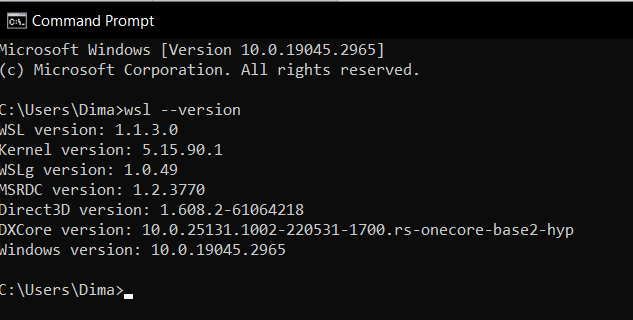 Command Prompt
Microsoft Windows [Version 10.0.19045.2965]
(c) Microsoft Corporation. All rights reserved.
C:\Users\Dima>wsl --version
WSL version: 1.1.3.0
Kernel version: 5.15.90.1
WSLg version: 1.0.49
MSRDC version: 1.2.3770
Direct3D version: 1.608.2-61064218
DXCore version: 10.0.25131.1002-220531-1700.rs-onecore-base2-hyp
Windows version: 10.0.19045.2965
C:\Users\Dima>